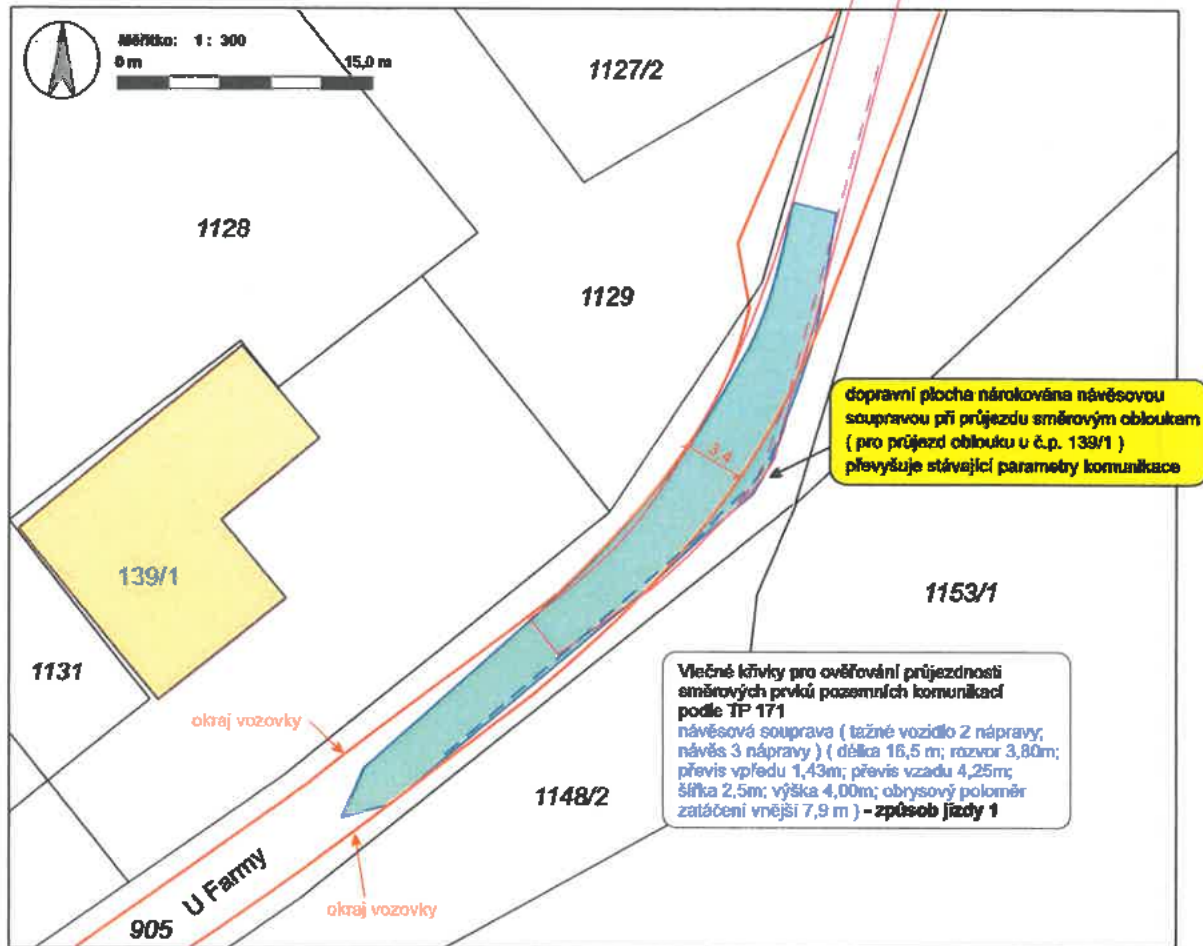 Měřítko: 1 : 300
0 m 15,0 m
1127/2
1128
1129
dopravní plocha nárokována návěsovou
soupravou při průjezdu směrovým obloukem
( pro průjezd oblouku u č.p. 139/1 )
převyšuje stávající parametry komunikace
3,4
139/1
1153/1
1131
Vlečné křivky pro ověřování průjezdnosti
směrových prvků pozemních komunikací
podle TP 171
návěsová souprava ( tažné vozidlo 2 nápravy;
návěs 3 nápravy ) ( délka 16,5 m; rozvor 3,80m;
převis vpředu 1,43m; převis vzadu 4,25m;
šířka 2,5m; výška 4,00m; obrysový poloměr
zatáčení vnější 7,9 m ) - způsob jízdy 1
okraj vozovky
1148/2
U Farmy
okraj vozovky
905